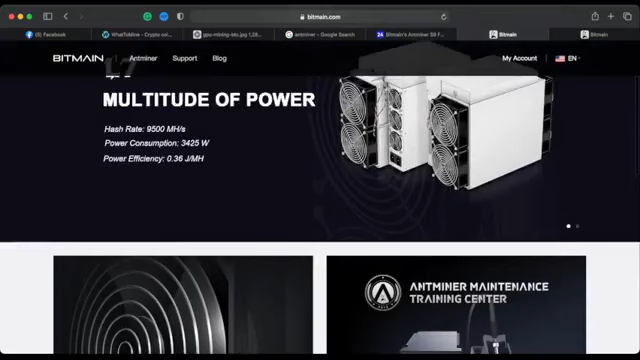 bitmain.com
(8) Facebook
WhatToMine - Crypto coi...
gpu-mining-btc.jpg 1,28...
antminer - Google Search
24 Bitmain's Antminer S9 F...
Bitmain
Bitmain
BITMAIN Antminer Support Blog My Account EN
MULTITUDE OF POWER
Hash Rate: 9500 MH/s
Power Consumption: 3425 W
Power Efficiency: 0.36 J/MH
ANTMINER MAINTENANCE
TRAINING CENTER